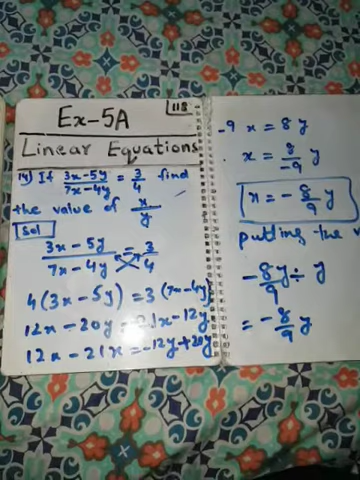 118
Ex-5A
Linear Equations
14) If 3x-5y/7x-4y = 3/4 find
the value of x/y
Sol
3x-5y/7x-4y = 3/4
4(3x-5y) = 3(7x-4y)
12x-20y = 21x-12y
12x-21x = -12y+20y
-9x = 8y
x = 8/-9 y
x = -8/9 y
putting the
-8/9 y ÷ y
= -8/9 y